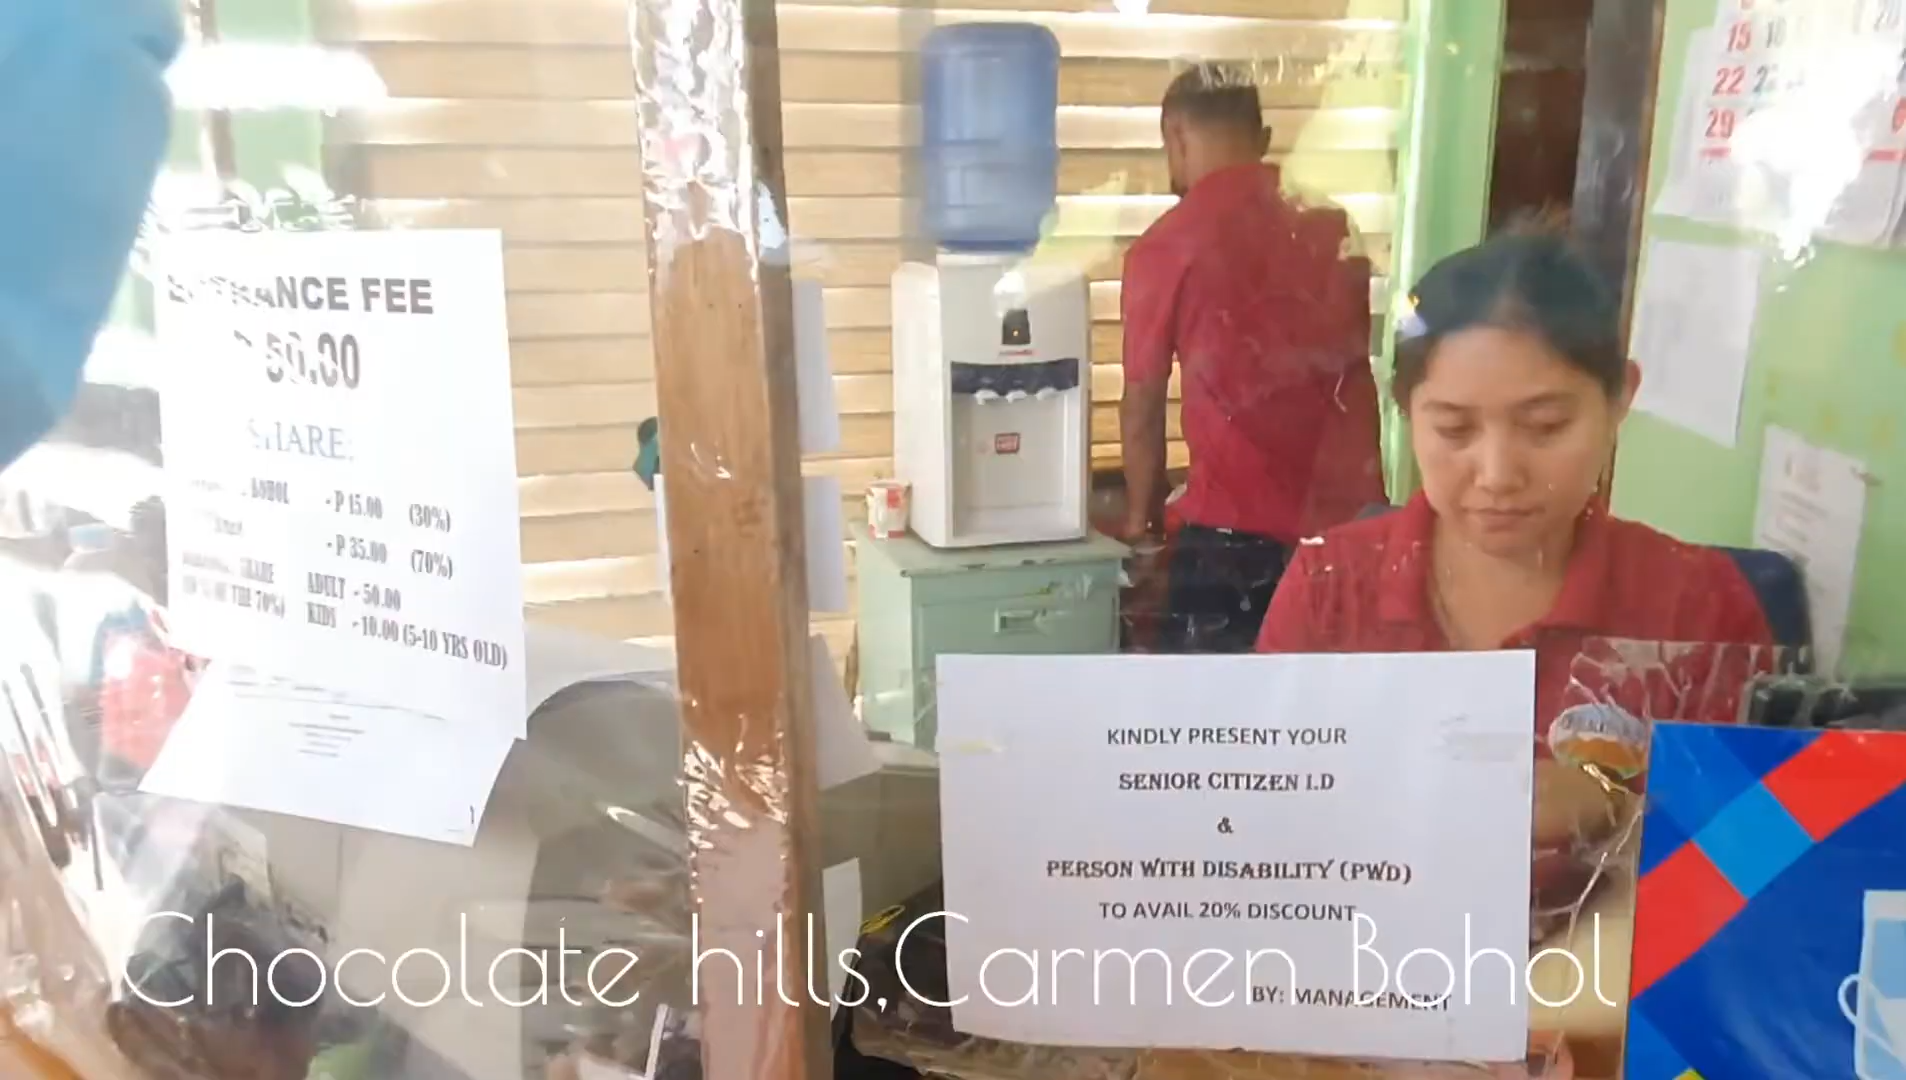 ENTRANCE FEE
P 50.00
SHARE:
BOHOL - P 15.00 (30%)
- P 35.00 (70%)
SHARE ADULT - 50.00
OF THE 70%) KIDS - 10.00 (5-10 YRS OLD)
15
22
29
KINDLY PRESENT YOUR
SENIOR CITIZEN I.D
&
PERSON WITH DISABILITY (PWD)
TO AVAIL 20% DISCOUNT
BY: MANAGEMENT
Chocolate hills,Carmen,Bohol